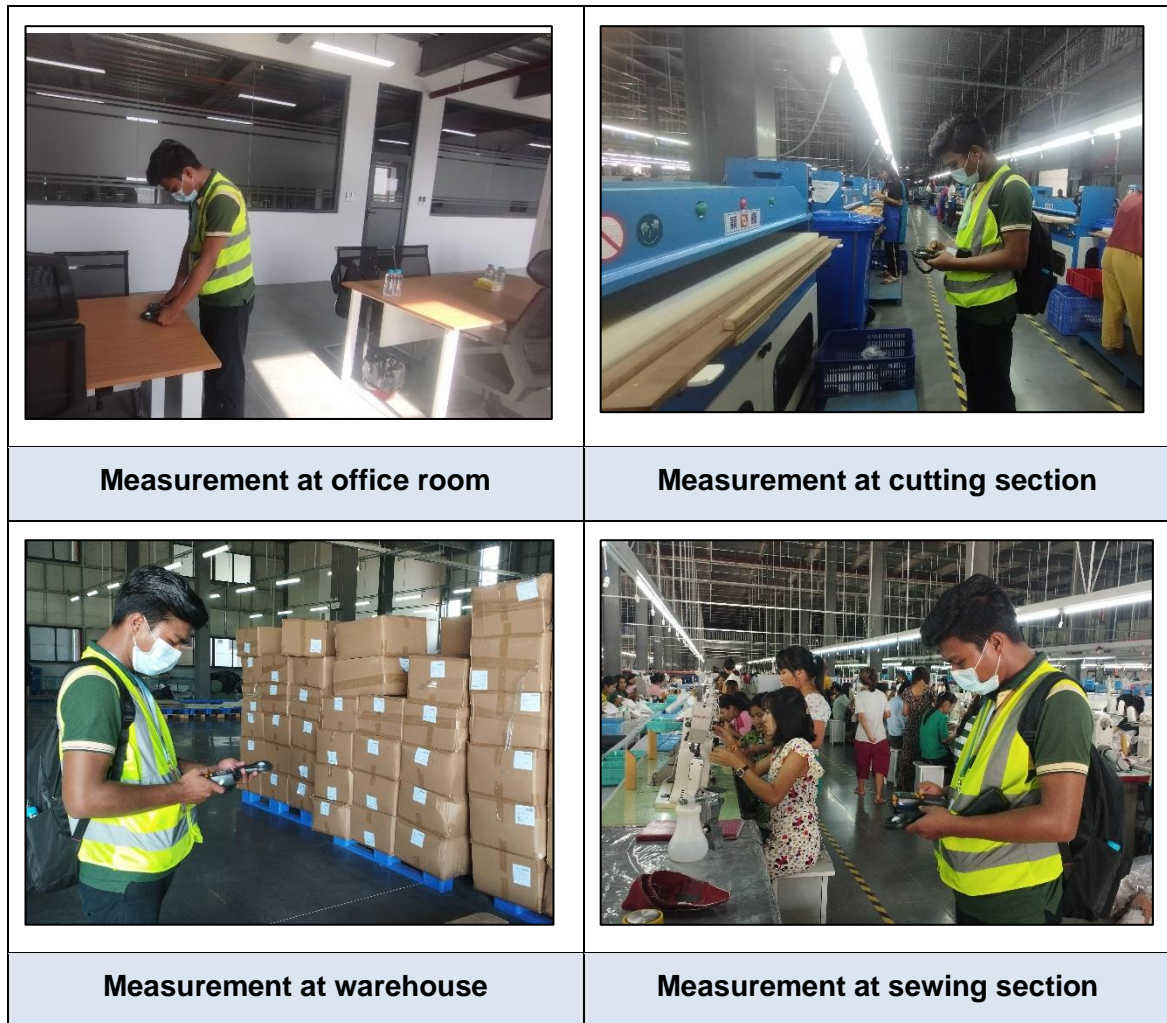 Measurement at office room
Measurement at cutting section
Measurement at warehouse
Measurement at sewing section